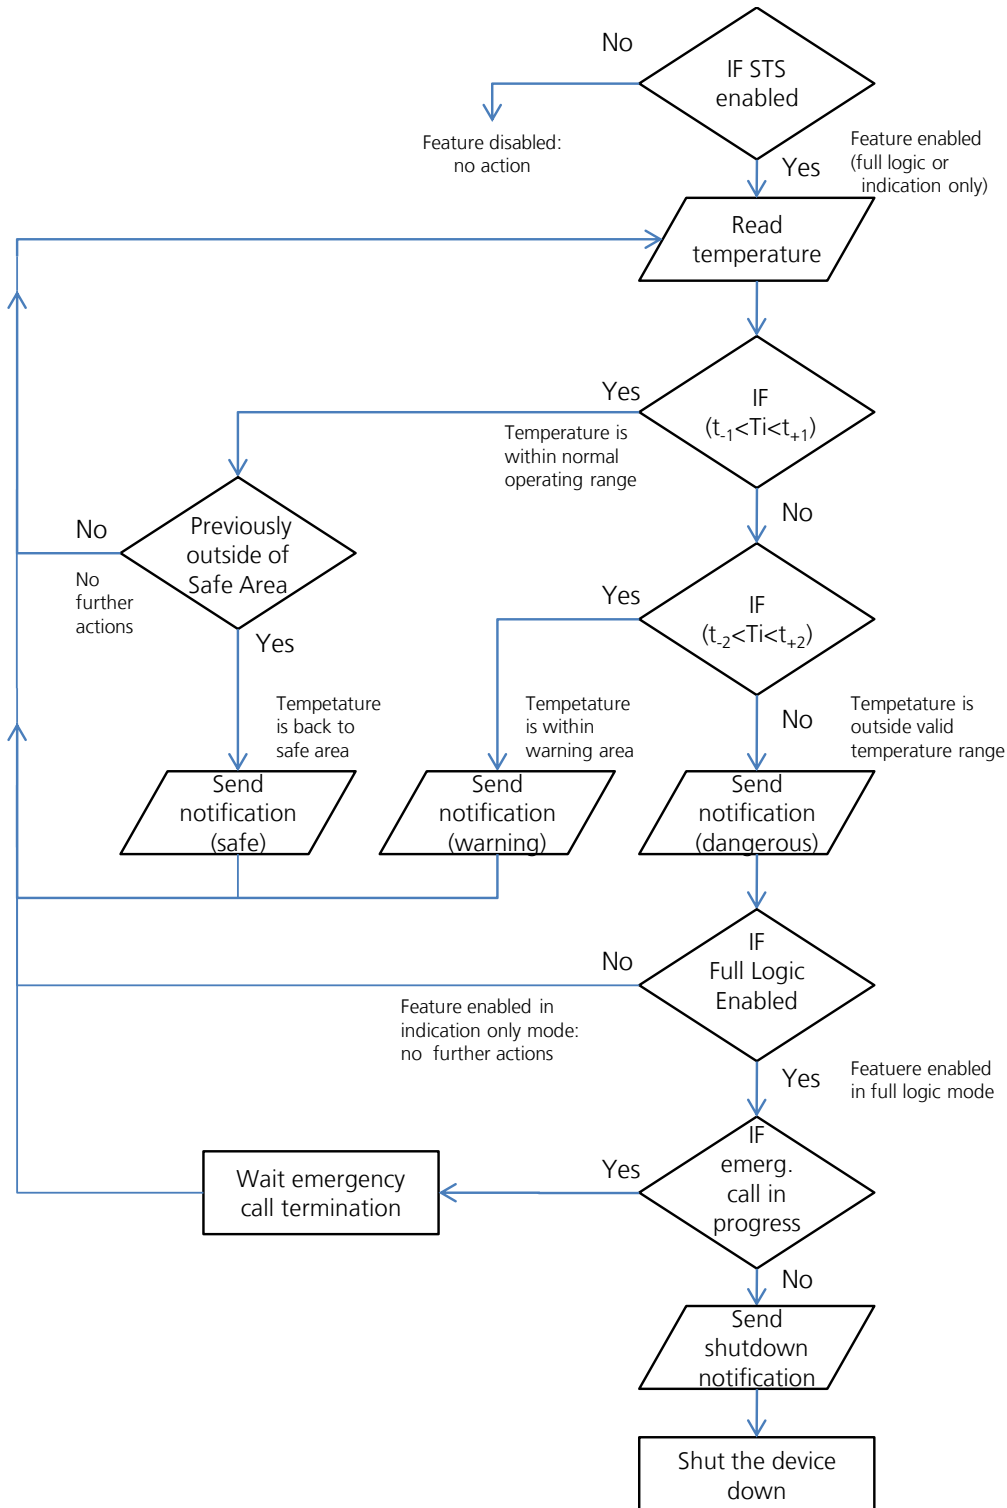 No
IF STS
enabled
Feature disabled:
no action
Yes
Feature enabled
(full logic or
indication only)
Read
temperature
Yes
IF
(t-1<Ti<t+1)
Temperature is
within normal
operating range
No
No
Previously
outside of
Safe Area
No
further
actions
Yes
Yes
IF
(t-2<Ti<t+2)
Tempetature
is back to
safe area
Tempetature
is within
warning area
No
Tempetature is
outside valid
temperature range
Send
notification
(safe)
Send
notification
(warning)
Send
notification
(dangerous)
No
IF
Full Logic
Enabled
Feature enabled in
indication only mode:
no further actions
Yes
Featuere enabled
in full logic mode
Wait emergency
call termination
Yes
IF
emerg.
call in
progress
No
Send
shutdown
notification
Shut the device
down